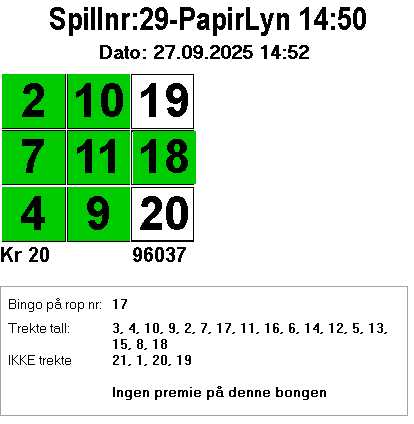 Spillnr:29-PapirLyn 14:50
Dato: 27.09.2025 14:52
2 10 19
7 11 18
4 9 20
Kr 20 96037
Bingo på rop nr: 17
Trekte tall: 3, 4, 10, 9, 2, 7, 17, 11, 16, 6, 14, 12, 5, 13,
15, 8, 18
IKKE trekte 21, 1, 20, 19
Ingen premie på denne bongen